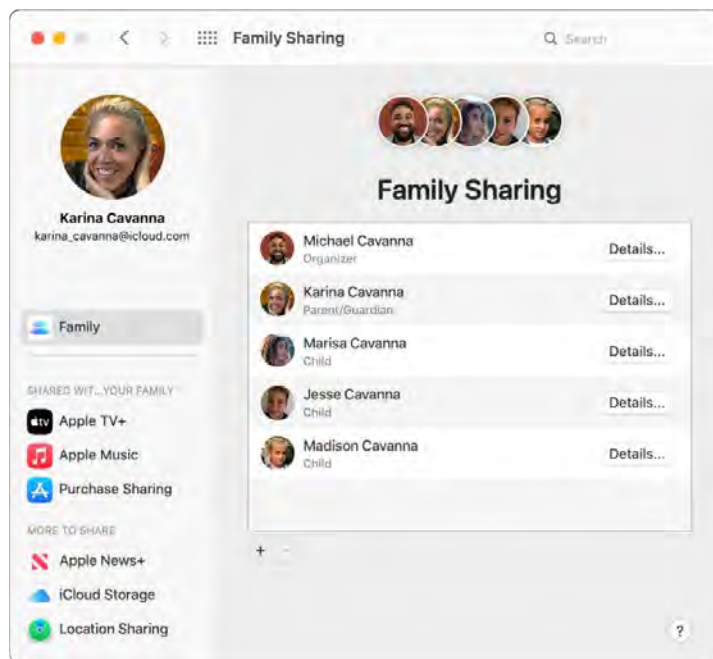 Family Sharing
Search
Karina Cavanna
karina_cavanna@icloud.com
Family
SHARED WIT...YOUR FAMILY
tv
Apple TV+
Apple Music
Purchase Sharing
MORE TO SHARE
Apple News+
iCloud Storage
Location Sharing
Family Sharing
Michael Cavanna
Organizer
Details...
Karina Cavanna
Parent/Guardian
Details...
Marisa Cavanna
Child
Details...
Jesse Cavanna
Child
Details...
Madison Cavanna
Child
Details...
+ −
?